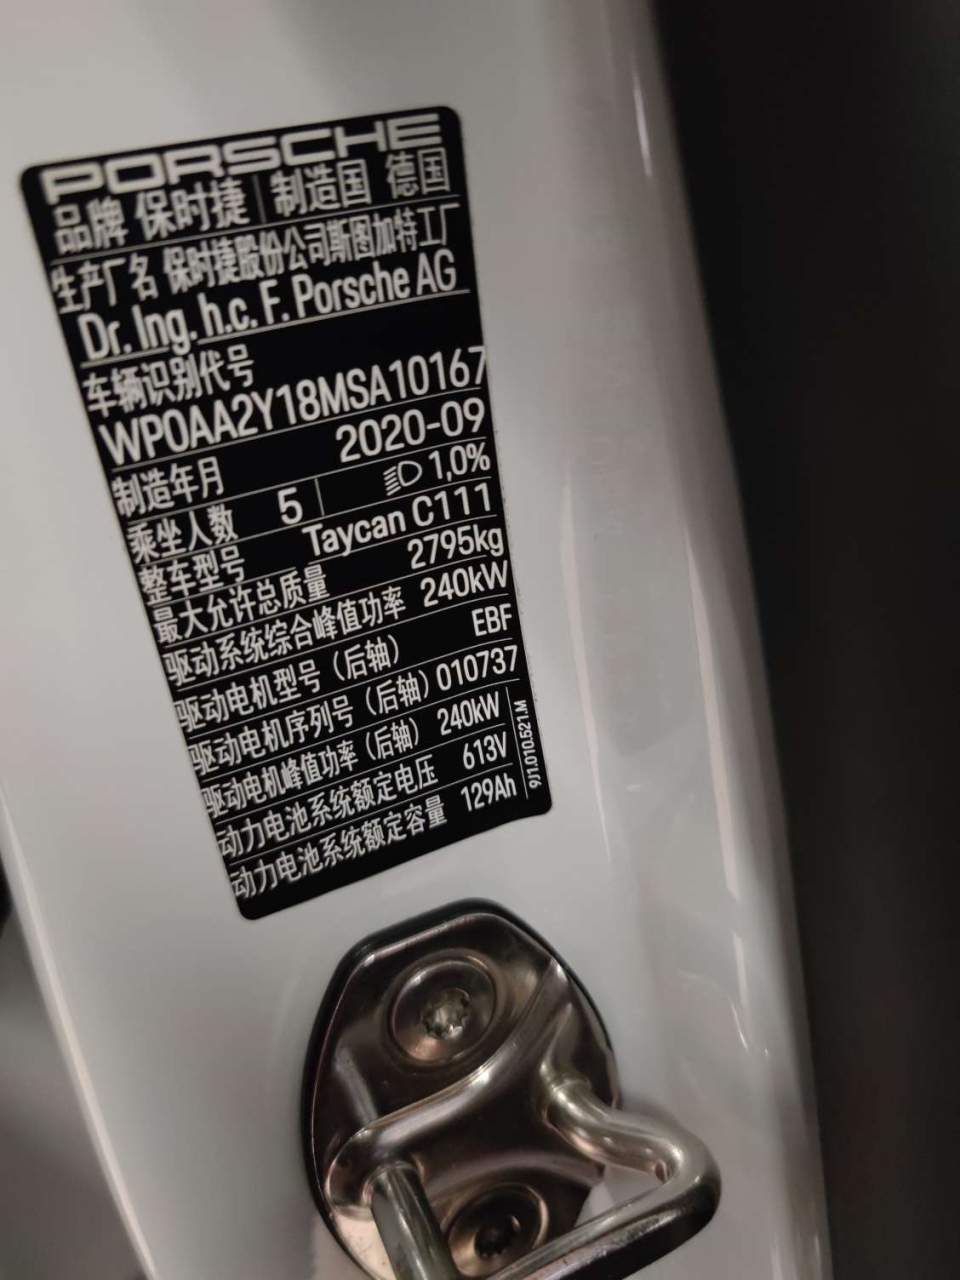 PORSCHE
品牌 保时捷 制造国 德国
生产厂名 保时捷股份公司斯图加特工厂
Dr. Ing. h.c. F. Porsche AG
车辆识别代号
WP0AA2Y18MSA10167
制造年月 2020-09
乘坐人数 5 1,0%
整车型号 Taycan C111
最大允许总质量 2795kg
驱动系统综合峰值功率 240kW
驱动电机型号（后轴） EBF
驱动电机序列号（后轴） 010737
驱动电机峰值功率（后轴） 240kW
动力电池系统额定电压 613V
动力电池系统额定容量 129Ah
9J1.010.521.M